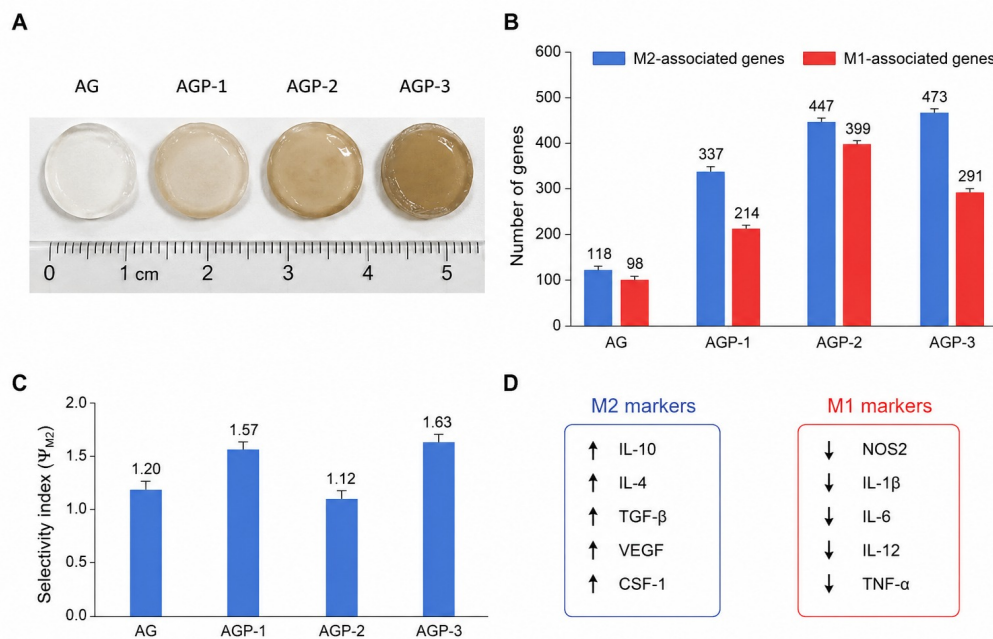 A
AG AGP-1 AGP-2 AGP-3
0 1 cm 2 3 4 5
B
M2-associated genes M1-associated genes
Number of genes
600
500
400
300
200
100
0
118 98
337 214
447 399
473 291
AG AGP-1 AGP-2 AGP-3
C
Selectivity index (ΨM2)
2.0
1.5
1.0
0.5
0.0
1.20 1.57 1.12 1.63
AG AGP-1 AGP-2 AGP-3
D
M2 markers
IL-10
IL-4
TGF-β
VEGF
CSF-1
M1 markers
NOS2
IL-1β
IL-6
IL-12
TNF-α